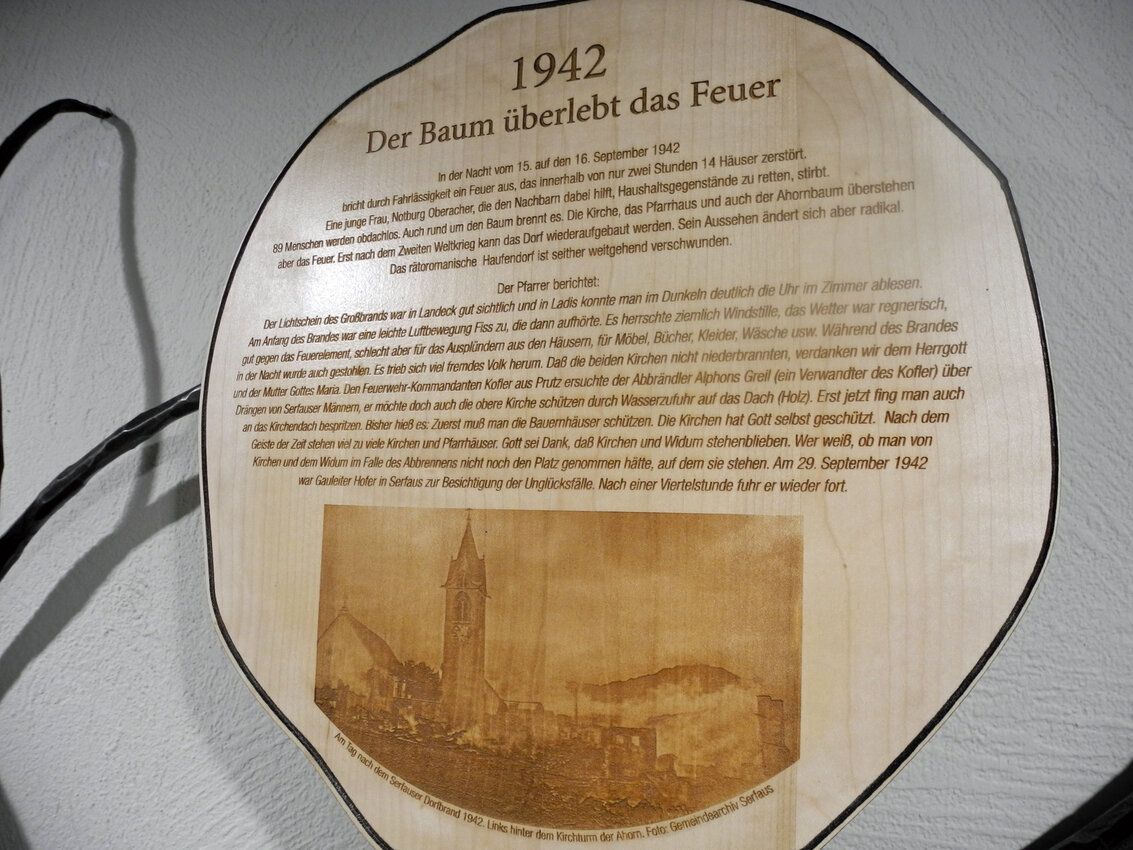 1942
Der Baum überlebt das Feuer
In der Nacht vom 15. auf den 16. September 1942
bricht durch Fahrlässigkeit ein Feuer aus, das innerhalb von nur zwei Stunden 14 Häuser zerstört.
Eine junge Frau, Notburg Oberacher, die den Nachbarn dabei hilft, Haushaltsgegenstände zu retten, stirbt.
89 Menschen werden obdachlos. Auch rund um den Baum brennt es. Die Kirche, das Pfarrhaus und auch der Ahornbaum überstehen
aber das Feuer. Erst nach dem Zweiten Weltkrieg kann das Dorf wiederaufgebaut werden. Sein Aussehen ändert sich aber radikal.
Das rätoromanische Haufendorf ist seither weitgehend verschwunden.
Der Pfarrer berichtet:
Der Lichtschein des Großbrands war in Landeck gut sichtlich und in Ladis konnte man im Dunkeln deutlich die Uhr im Zimmer ablesen.
Am Anfang des Brandes war eine leichte Luftbewegung Fiss zu, die dann aufhörte. Es herrschte ziemlich Windstille, das Wetter war regnerisch,
gut gegen das Feuerelement, schlecht aber für das Ausplündern aus den Häusern, für Möbel, Bücher, Kleider, Wäsche usw. Während des Brandes
in der Nacht wurde auch gestohlen. Es trieb sich viel fremdes Volk herum. Daß die beiden Kirchen nicht niederbrannten, verdanken wir dem Herrgott
und der Mutter Gottes Maria. Den Feuerwehr-Kommandanten Kofler aus Prutz ersuchte der Abbrändler Alphons Greil (ein Verwandter des Kofler) über
Drängen von Serfauser Männern, er möchte doch auch die obere Kirche schützen durch Wasserzufuhr auf das Dach (Holz). Erst jetzt fing man auch
an das Kirchendach bespritzen. Bisher hieß es: Zuerst muß man die Bauernhäuser schützen. Die Kirchen hat Gott selbst geschützt. Nach dem
Geiste der Zeit stehen viel zu viele Kirchen und Pfarrhäuser. Gott sei Dank, daß Kirchen und Widum stehenblieben. Wer weiß, ob man von
Kirchen und dem Widum im Falle des Abbrennens nicht noch den Platz genommen hätte, auf dem sie stehen. Am 29. September 1942
war Gauleiter Hofer in Serfaus zur Besichtigung der Unglücksfälle. Nach einer Viertelstunde fuhr er wieder fort.
Am Tag nach dem Serfauser Dorfbrand 1942. Links hinter dem Kirchturm der Ahorn. Foto: Gemeindearchiv Serfaus